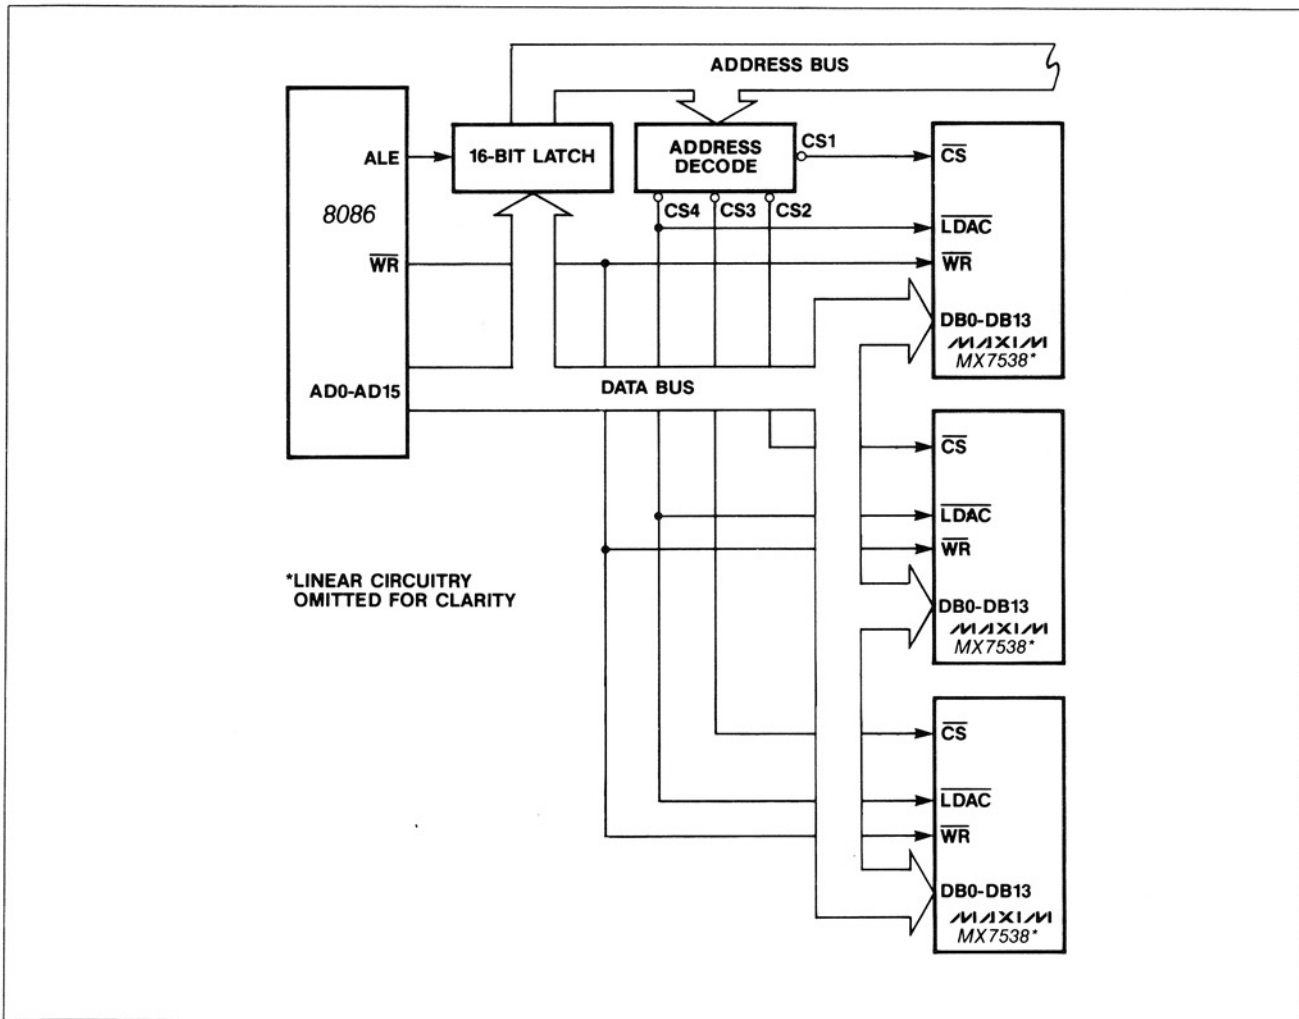 ADDRESS BUS
ALE
16-BIT LATCH
ADDRESS
DECODE
CS1
CS
8086
CS4
CS3
CS2
LDAC
WR
WR
DB0-DB13
MAXIM
MX7538*
AD0-AD15
DATA BUS
CS
LDAC
WR
*LINEAR CIRCUITRY
OMITTED FOR CLARITY
DB0-DB13
MAXIM
MX7538*
CS
LDAC
WR
DB0-DB13
MAXIM
MX7538*